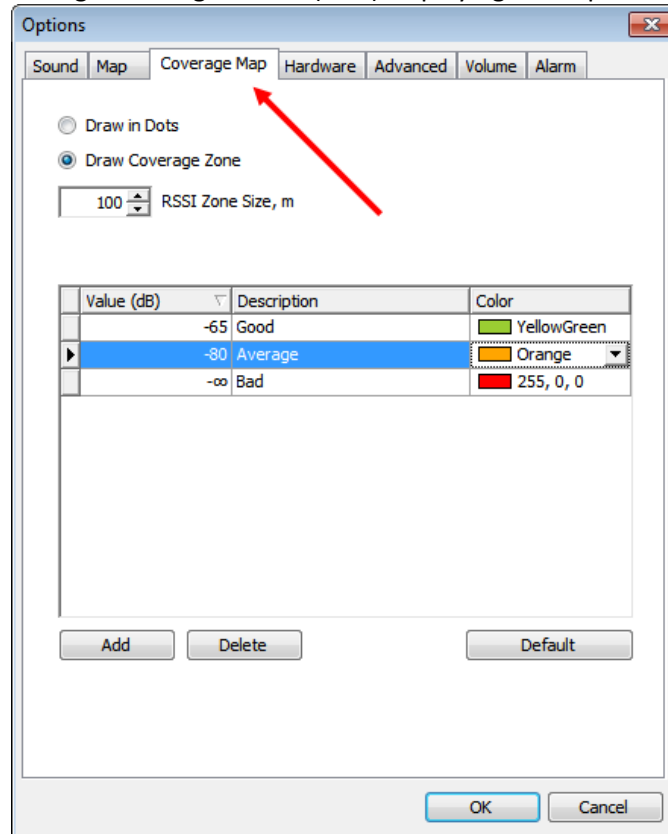 Options
Sound Map Coverage Map Hardware Advanced Volume Alarm
Draw in Dots
Draw Coverage Zone
100 RSSI Zone Size, m
Value (dB) Description Color
-65 Good YellowGreen
-80 Average Orange
-∞ Bad 255, 0, 0
Add Delete Default
OK Cancel